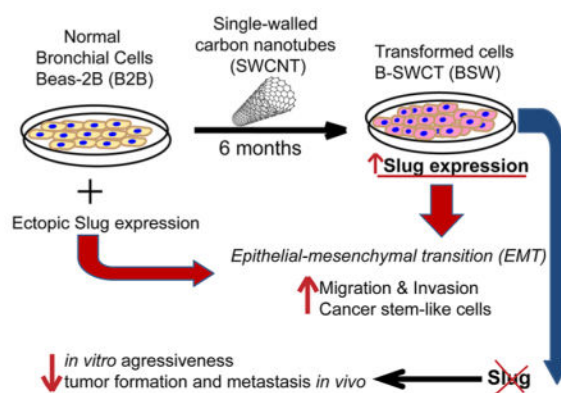 Normal
Bronchial Cells
Beas-2B (B2B)
Single-walled
carbon nanotubes
(SWCNT)
6 months
Transformed cells
B-SWCT (BSW)
↑Slug expression
+
Ectopic Slug expression
Epithelial-mesenchymal transition (EMT)
Migration & Invasion
Cancer stem-like cells
in vitro agressiveness
tumor formation and metastasis in vivo
Slug